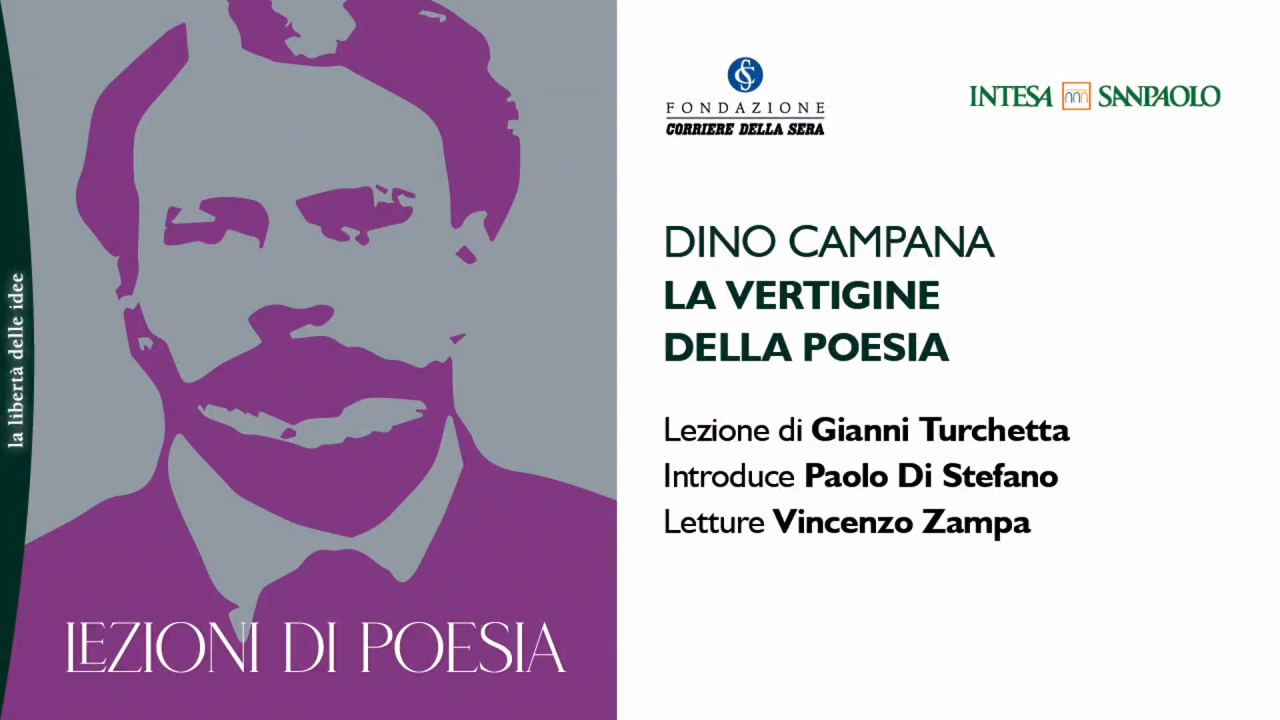 la libertà delle idee
LEZIONI DI POESIA
FONDAZIONE
CORRIERE DELLA SERA
INTESA SANPAOLO
DINO CAMPANA
LA VERTIGINE
DELLA POESIA
Lezione di Gianni Turchetta
Introduce Paolo Di Stefano
Letture Vincenzo Zampa